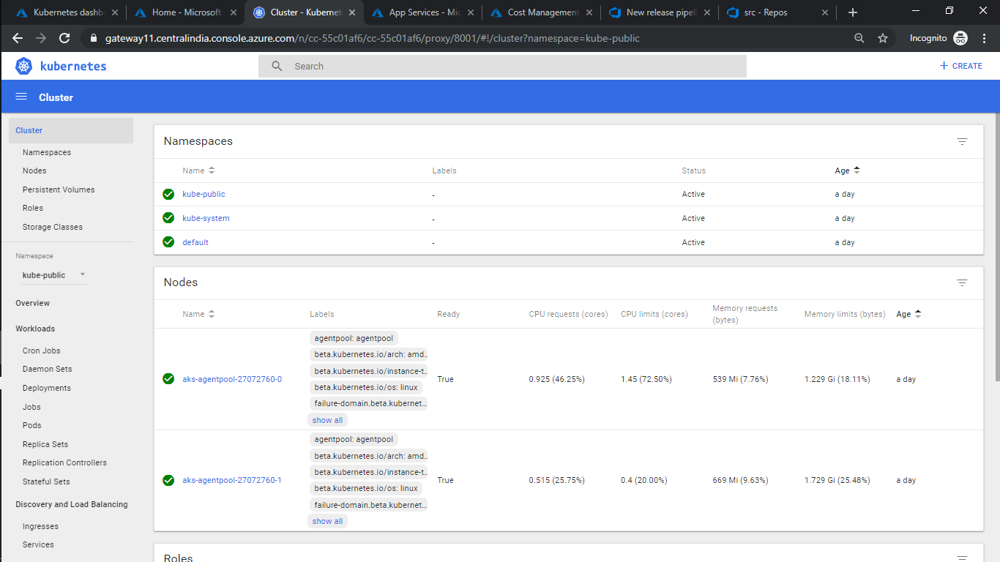 Kubernetes dashb
Home - Microsoft
Cluster - Kubernet
App Services - Mic
Cost Management
New release pipeli
src - Repos
gateway11.centralindia.console.azure.com/n/cc-55c01af6/cc-55c01af6/proxy/8001/#!/cluster?namespace=kube-public
Incognito
kubernetes
Search
+ CREATE
Cluster
Cluster
Namespaces
Nodes
Persistent Volumes
Roles
Storage Classes
Namespace
kube-public
Overview
Workloads
Cron Jobs
Daemon Sets
Deployments
Jobs
Pods
Replica Sets
Replication Controllers
Stateful Sets
Discovery and Load Balancing
Ingresses
Services
Namespaces
Name Labels Status Age
kube-public - Active a day
kube-system - Active a day
default - Active a day
Nodes
Name Labels Ready CPU requests (cores) CPU limits (cores) Memory requests (bytes) Memory limits (bytes) Age
agentpool: agentpool
beta.kubernetes.io/arch: amd..
beta.kubernetes.io/instance-t..
aks-agentpool-27072760-0 True 0.925 (46.25%) 1.45 (72.50%) 539 Mi (7.76%) 1.229 Gi (18.11%) a day
beta.kubernetes.io/os: linux
failure-domain.beta.kubernet...
show all
agentpool: agentpool
beta.kubernetes.io/arch: amd..
beta.kubernetes.io/instance-t..
aks-agentpool-27072760-1 True 0.515 (25.75%) 0.4 (20.00%) 669 Mi (9.63%) 1.729 Gi (25.48%) a day
beta.kubernetes.io/os: linux
failure-domain.beta.kubernet...
show all
Roles